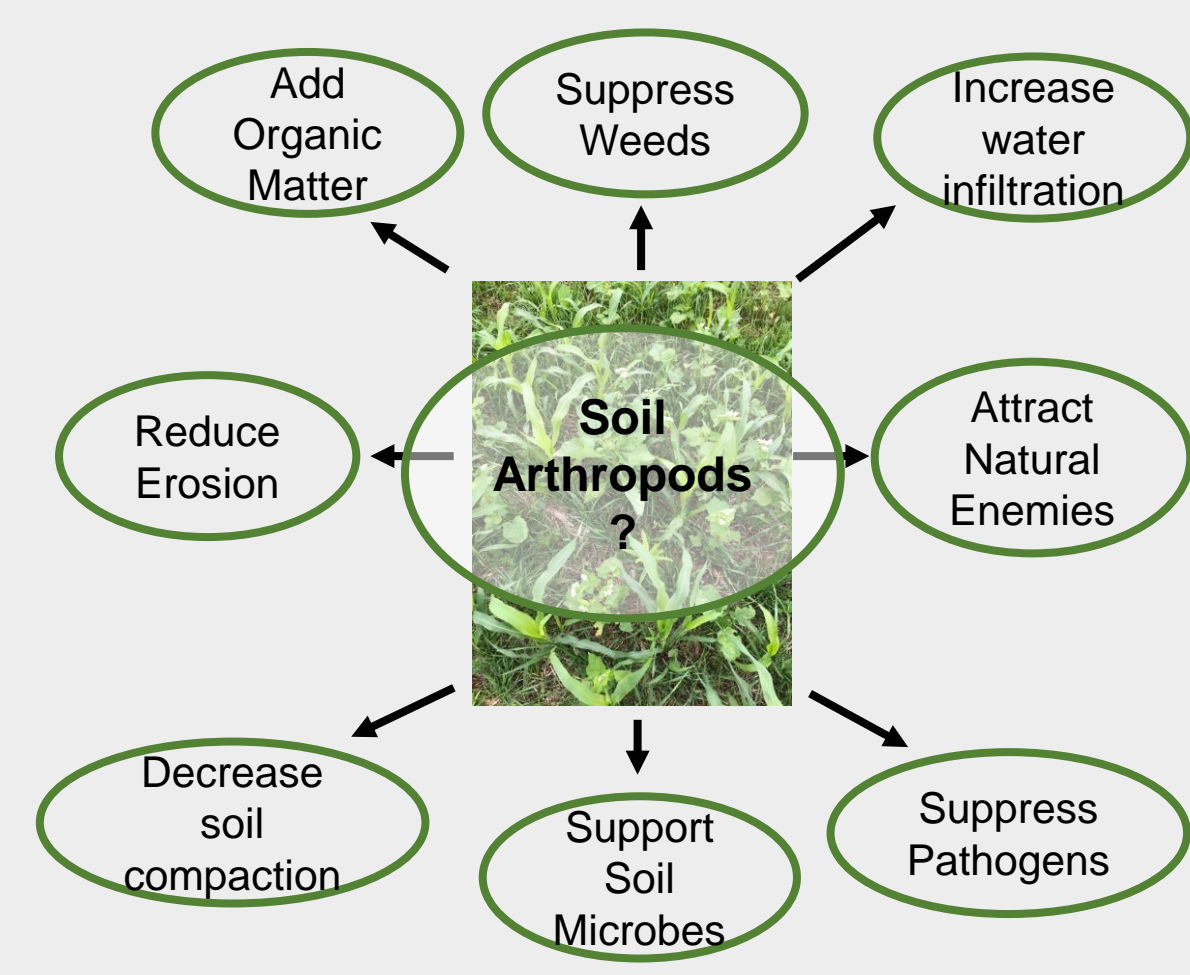 Add
Organic
Matter
Suppress
Weeds
Increase
water
infiltration
Reduce
Erosion
Soil
Arthropods
?
Attract
Natural
Enemies
Decrease
soil
compaction
Support
Soil
Microbes
Suppress
Pathogens